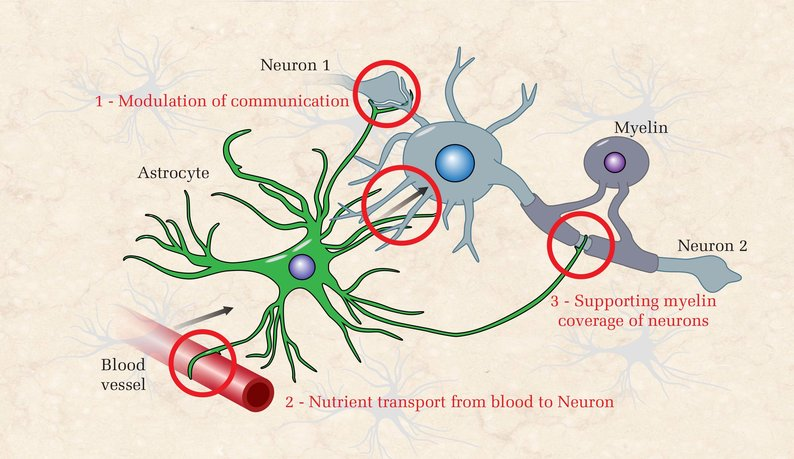 Neuron 1
1 - Modulation of communication
Myelin
Astrocyte
Neuron 2
3 - Supporting myelin
coverage of neurons
Blood
vessel
2 - Nutrient transport from blood to Neuron